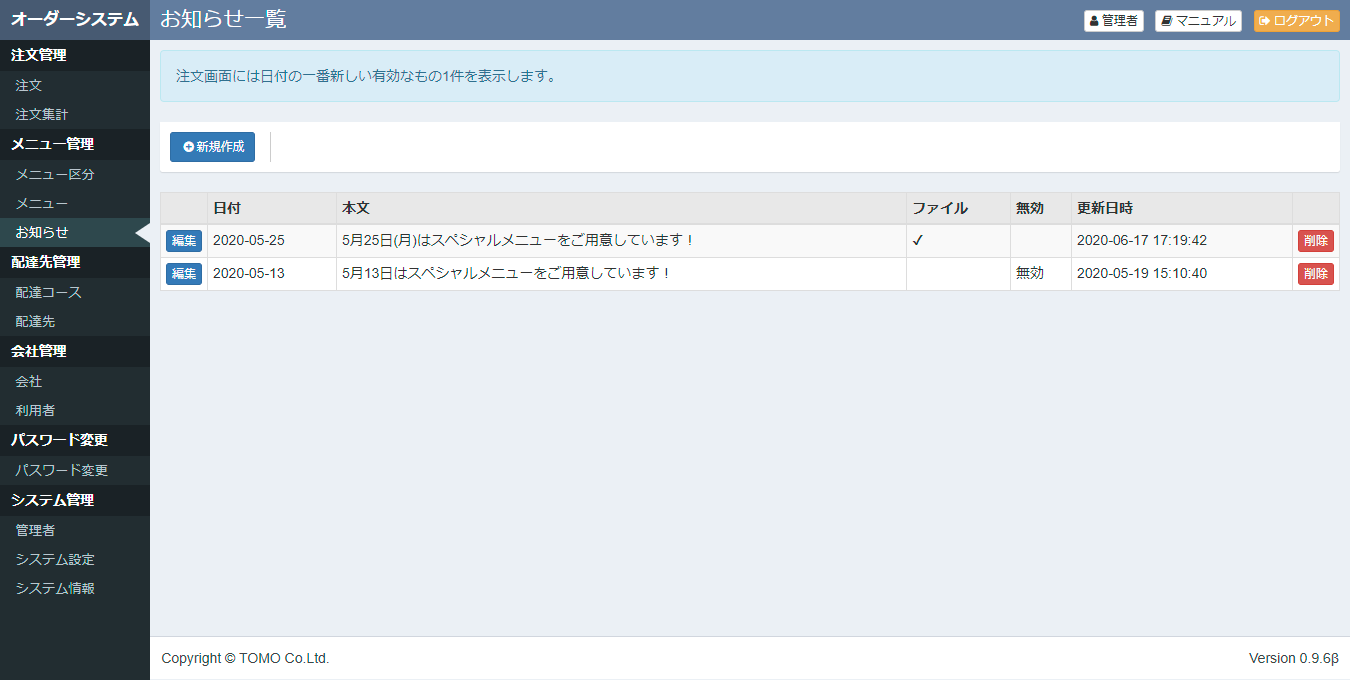 オーダーシステム
お知らせ一覧
管理者
マニュアル
ログアウト
注文管理
注文
注文集計
メニュー管理
メニュー区分
メニュー
お知らせ
配達先管理
配達コース
配達先
会社管理
会社
利用者
パスワード変更
パスワード変更
システム管理
管理者
システム設定
システム情報
注文画面には日付の一番新しい有効なもの1件を表示します。
新規作成
日付 本文 ファイル 無効 更新日時
編集 2020-05-25 5月25日(月)はスペシャルメニューをご用意しています！ ✓ 2020-06-17 17:19:42 削除
編集 2020-05-13 5月13日はスペシャルメニューをご用意しています！ 無効 2020-05-19 15:10:40 削除
Copyright © TOMO Co.Ltd.
Version 0.9.6β